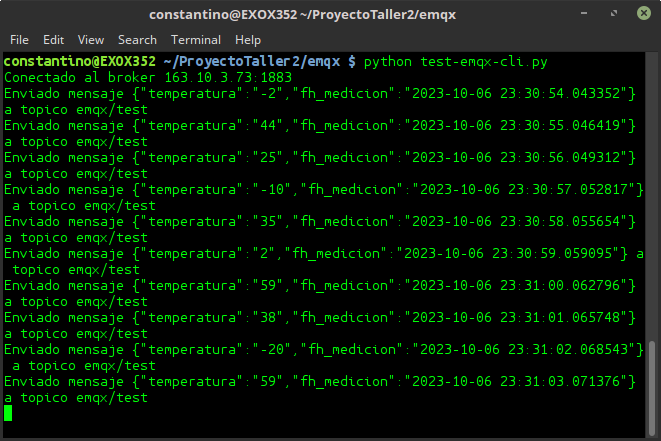 constantino@EXOX352 ~/ProyectoTaller2/emqx
File Edit View Search Terminal Help
constantino@EXOX352 ~/ProyectoTaller2/emqx $ python test-emqx-cli.py
Conectado al broker 163.10.3.73:1883
Enviado mensaje {"temperatura":"-2","fh_medicion":"2023-10-06 23:30:54.043352"}
a topico emqx/test
Enviado mensaje {"temperatura":"44","fh_medicion":"2023-10-06 23:30:55.046419"}
a topico emqx/test
Enviado mensaje {"temperatura":"25","fh_medicion":"2023-10-06 23:30:56.049312"}
a topico emqx/test
Enviado mensaje {"temperatura":"-10","fh_medicion":"2023-10-06 23:30:57.052817"}
a topico emqx/test
Enviado mensaje {"temperatura":"35","fh_medicion":"2023-10-06 23:30:58.055654"}
a topico emqx/test
Enviado mensaje {"temperatura":"2","fh_medicion":"2023-10-06 23:30:59.059095"} a
topico emqx/test
Enviado mensaje {"temperatura":"59","fh_medicion":"2023-10-06 23:31:00.062796"}
a topico emqx/test
Enviado mensaje {"temperatura":"38","fh_medicion":"2023-10-06 23:31:01.065748"}
a topico emqx/test
Enviado mensaje {"temperatura":"-20","fh_medicion":"2023-10-06 23:31:02.068543"}
a topico emqx/test
Enviado mensaje {"temperatura":"59","fh_medicion":"2023-10-06 23:31:03.071376"}
a topico emqx/test